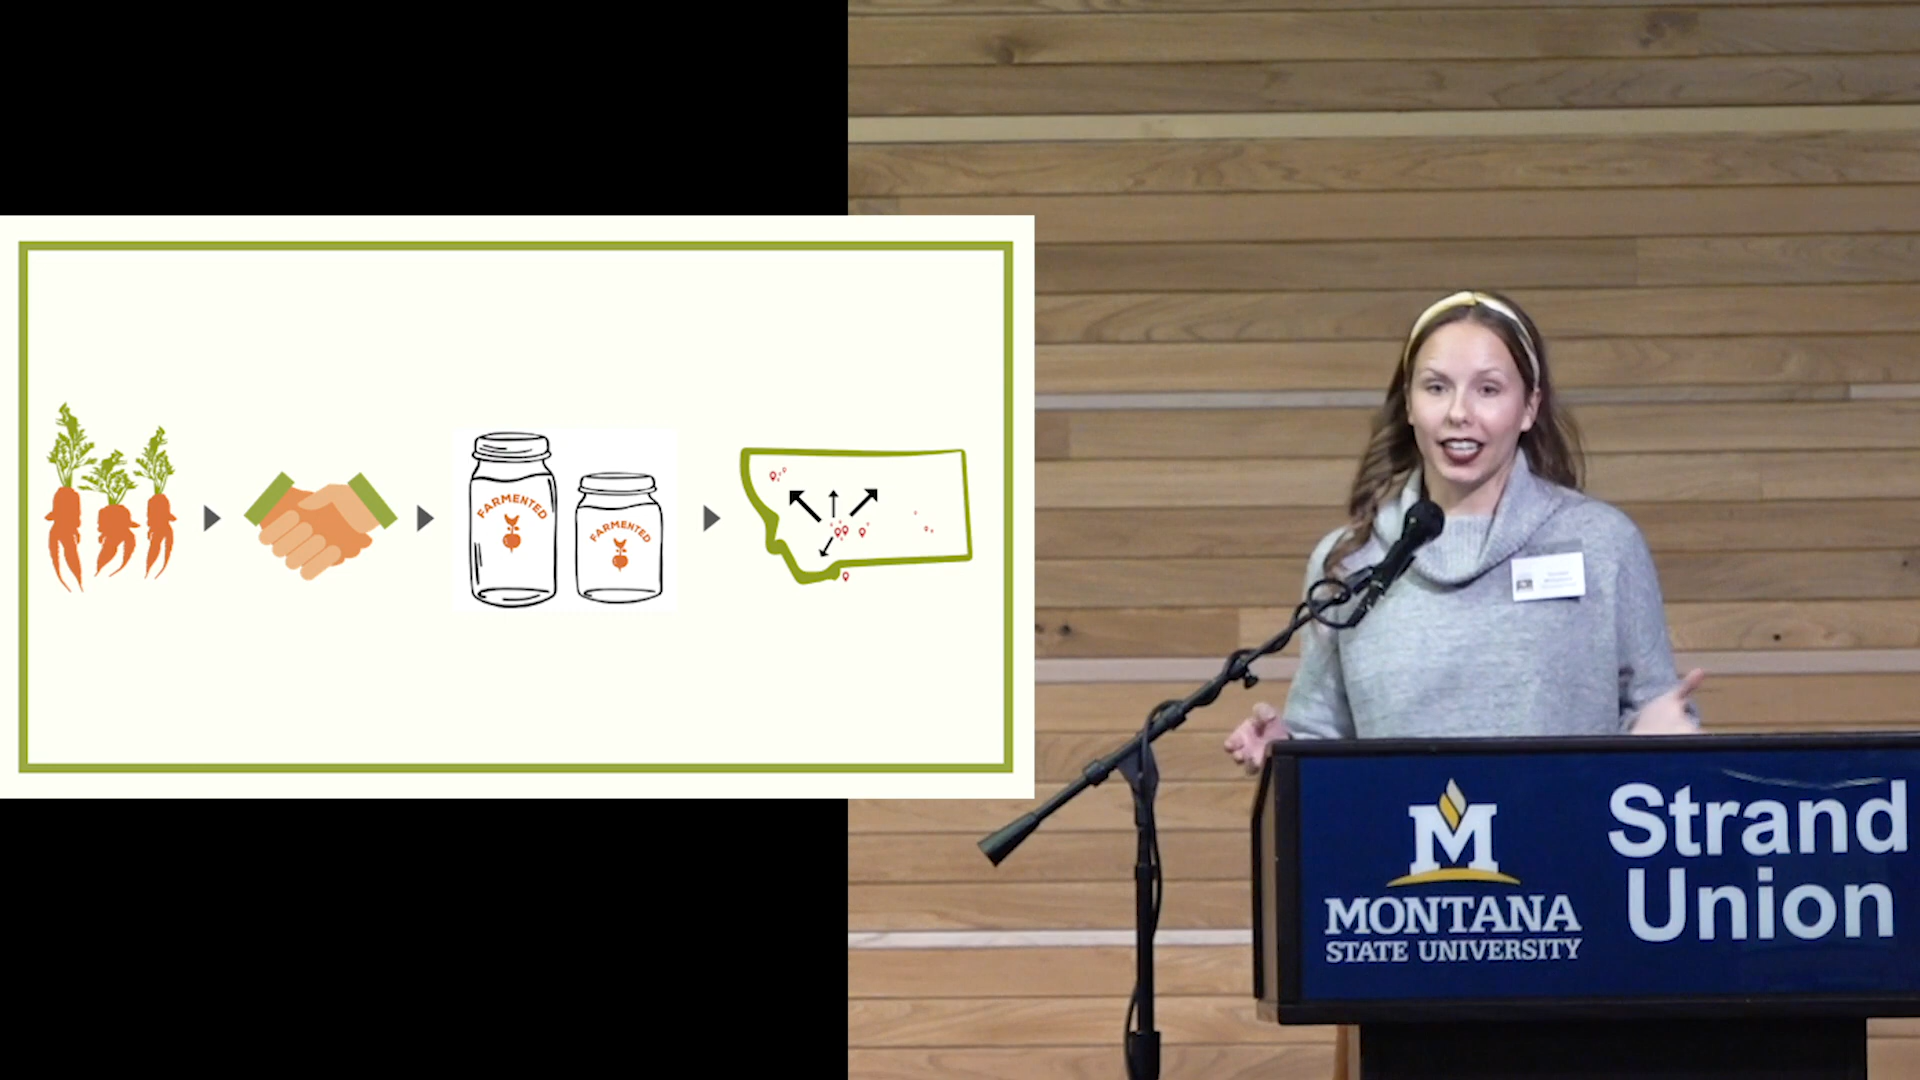 FARMENTED
FARMENTED
M
MONTANA
STATE UNIVERSITY
Strand
Union